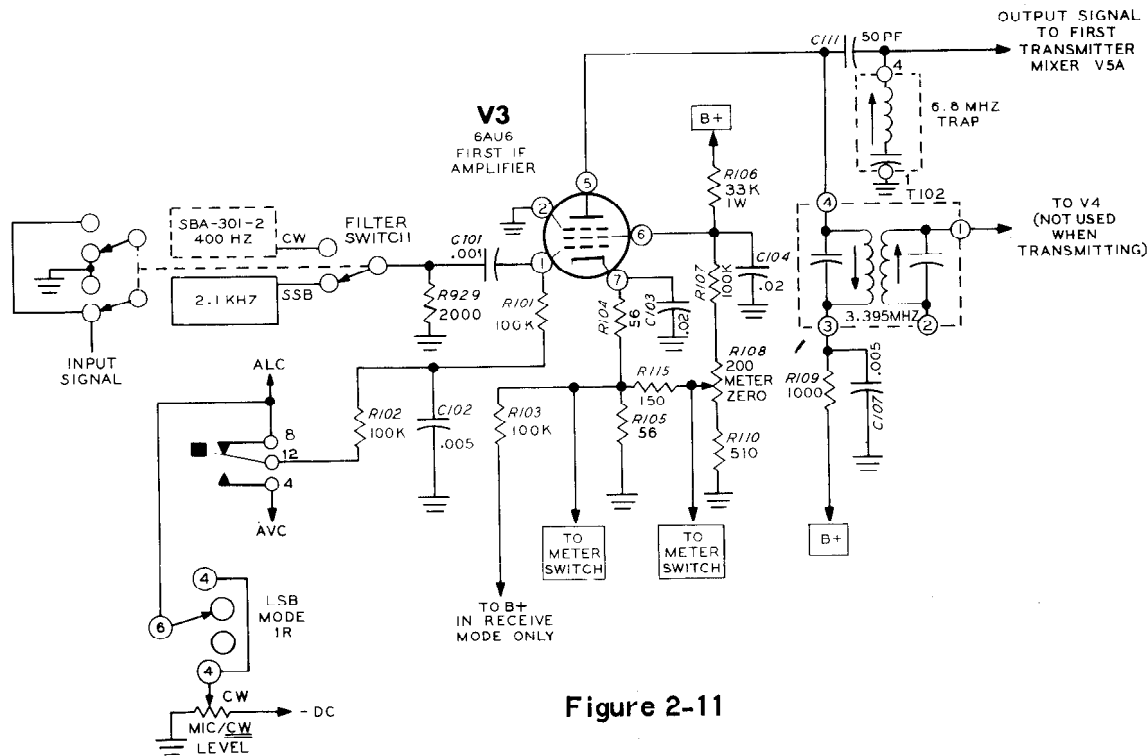 OUTPUT SIGNAL
TO FIRST
TRANSMITTER
MIXER V5A
C111
50 PF
4
6.8 MHZ
TRAP
1
V3
6AU6
FIRST IF
AMPLIFIER
B+
R106
33K
1W
5
2
6
1
7
T102
4
1
3
2
3.395MHZ
TO V4
(NOT USED
WHEN
TRANSMITTING)
SBA-301-2
400 HZ
CW
FILTER
SWITCH
C101
.001
2.1 KHZ
SSB
R929
2000
R101
100K
R104
56
C103
.02
R107
100K
C104
.02
INPUT
SIGNAL
ALC
R102
100K
C102
.005
R103
100K
R115
150
R105
56
R108
200
METER
ZERO
R110
510
R109
1000
C107
.005
8
12
4
AVC
TO
METER
SWITCH
TO
METER
SWITCH
B+
TO B+
IN RECEIVE
MODE ONLY
4
6
LSB
MODE
1R
4
CW
-DC
MIC/CW
LEVEL
Figure 2-11